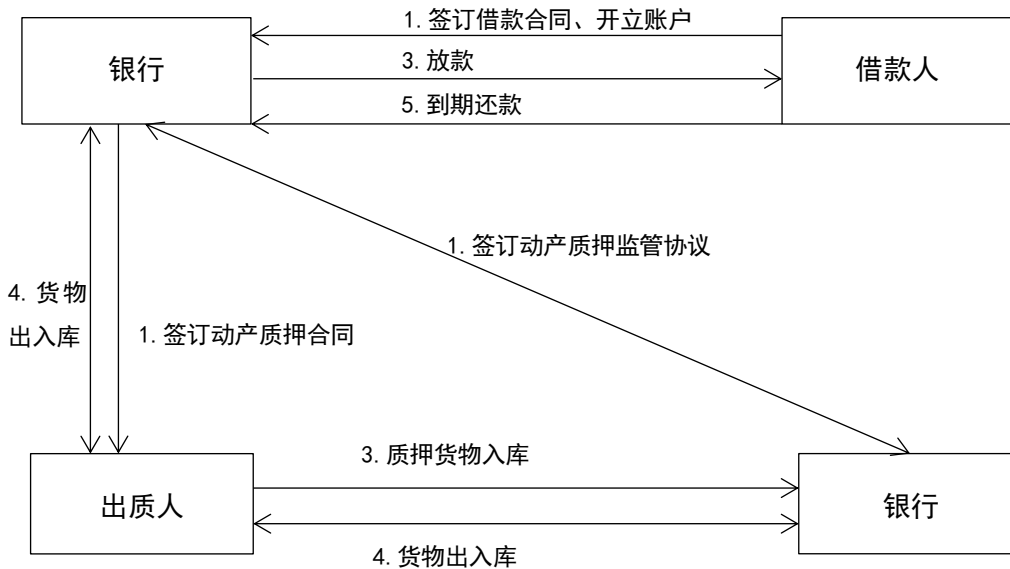 1. 签订借款合同、开立账户
银行
3. 放款
借款人
5. 到期还款
1. 签订动产质押监管协议
4. 货物
出入库
1. 签订动产质押合同
3. 质押货物入库
出质人
银行
4. 货物出入库